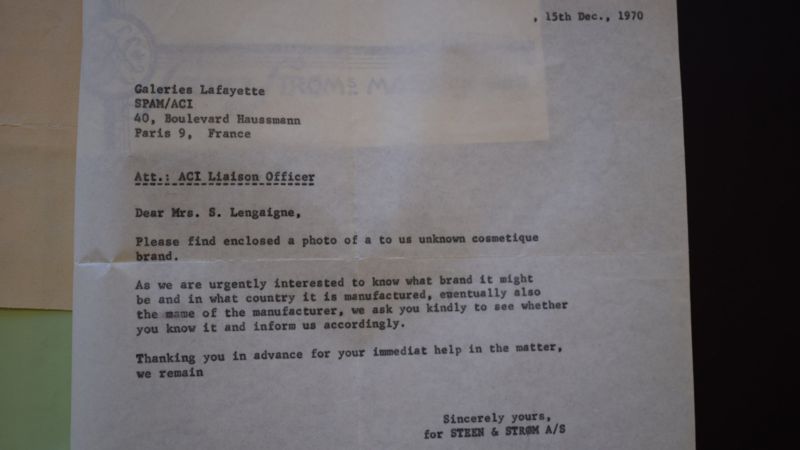 , 15th Dec., 1970
Galeries Lafayette
SPAM/ACI
40, Boulevard Haussmann
Paris 9, France
Att.: ACI Liaison Officer
Dear Mrs. S. Lengaigne,
Please find enclosed a photo of a to us unknown cosmetique
brand.
As we are urgently interested to know what brand it might
be and in what country it is manufactured, eventually also
the name of the manufacturer, we ask you kindly to see whether
you know it and inform us accordingly.
Thanking you in advance for your immediat help in the matter,
we remain
Sincerely yours,
for STEEN & STRØM A/S